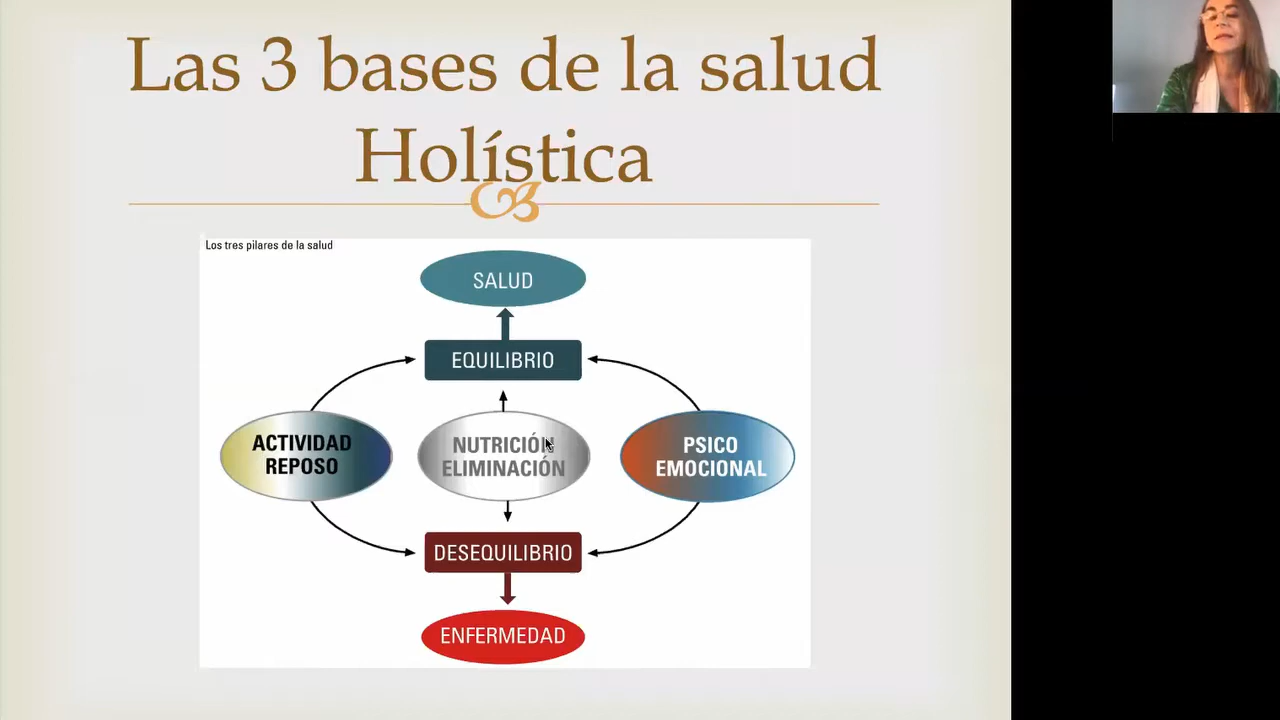 Las 3 bases de la salud
Holística
Los tres pilares de la salud
SALUD
EQUILIBRIO
ACTIVIDAD
REPOSO
NUTRICIÓN
ELIMINACIÓN
PSICO
EMOCIONAL
DESEQUILIBRIO
ENFERMEDAD